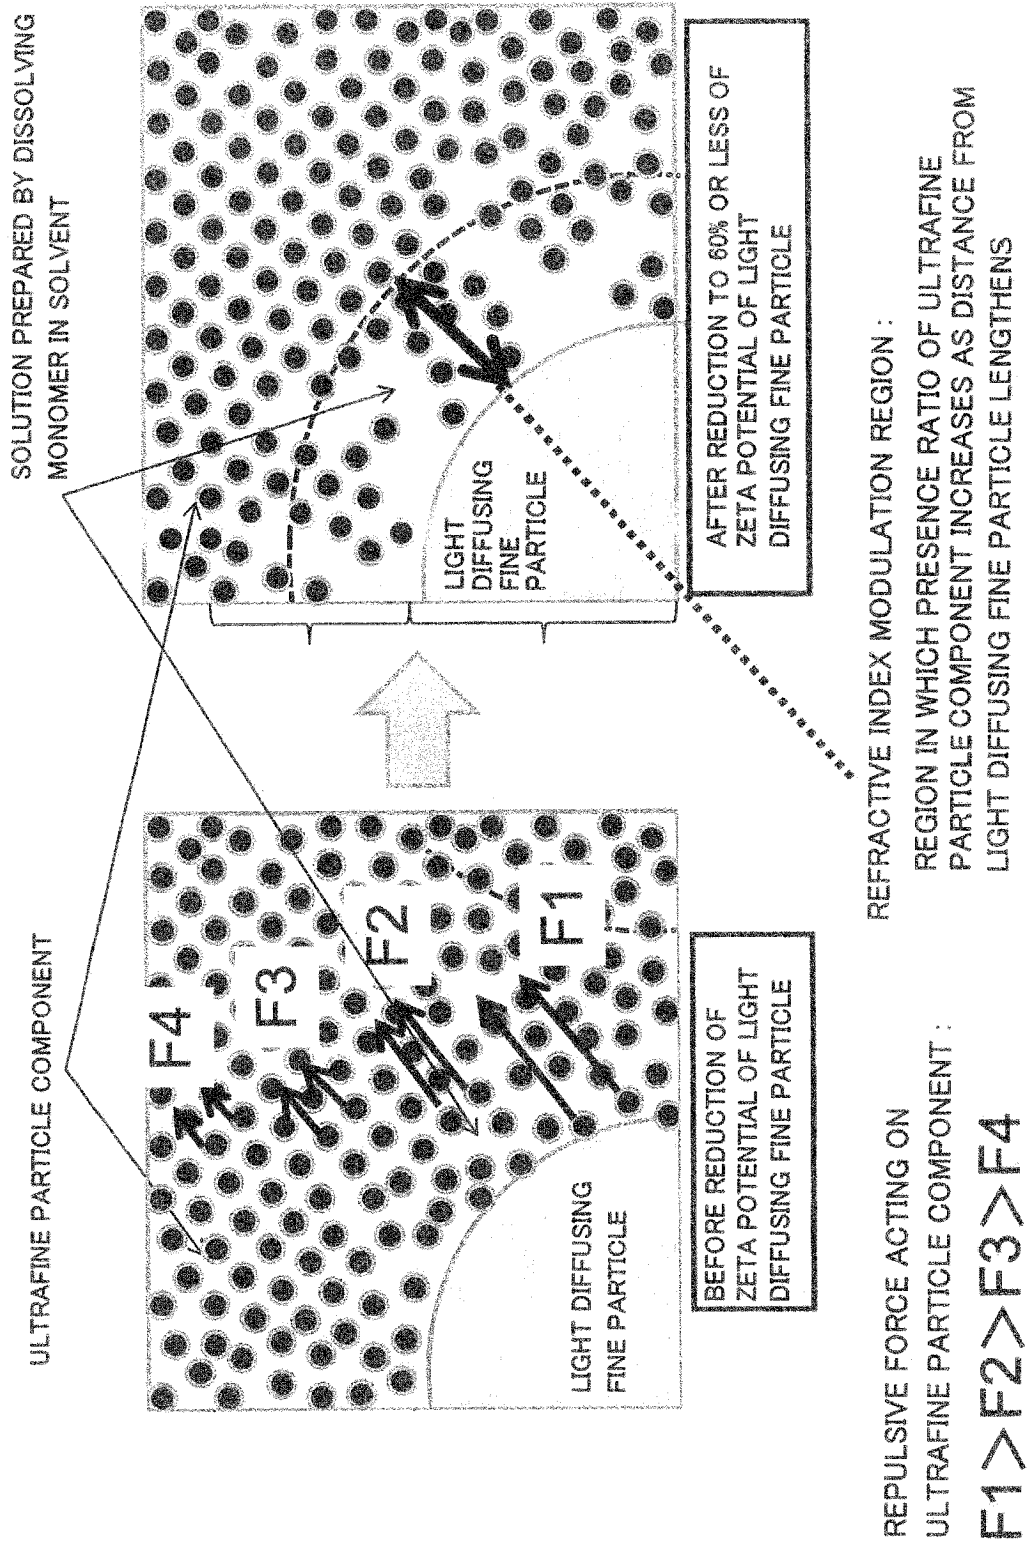 ULTRAFINE PARTICLE COMPONENT
SOLUTION PREPARED BY DISSOLVING
MONOMER IN SOLVENT
F4
F3
F2
F1
LIGHT DIFFUSING
FINE PARTICLE
LIGHT
DIFFUSING
FINE
PARTICLE
BEFORE REDUCTION OF
ZETA POTENTIAL OF LIGHT
DIFFUSING FINE PARTICLE
AFTER REDUCTION TO 60% OR LESS OF
ZETA POTENTIAL OF LIGHT
DIFFUSING FINE PARTICLE
REPULSIVE FORCE ACTING ON
ULTRAFINE PARTICLE COMPONENT :
F1>F2>F3>F4
REFRACTIVE INDEX MODULATION REGION :
REGION IN WHICH PRESENCE RATIO OF ULTRAFINE
PARTICLE COMPONENT INCREASES AS DISTANCE FROM
LIGHT DIFFUSING FINE PARTICLE LENGTHENS